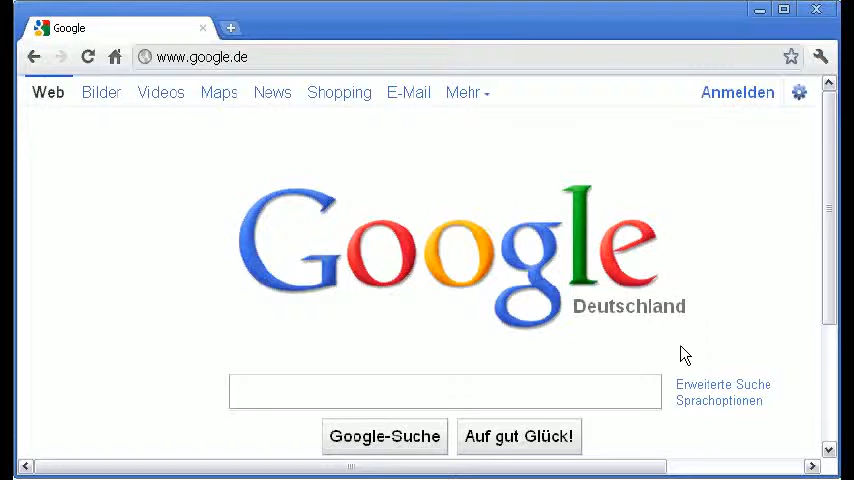 Google
www.google.de
Web Bilder Videos Maps News Shopping E-Mail Mehr Anmelden
Google
Deutschland
Erweiterte Suche
Sprachoptionen
Google-Suche Auf gut Glück!